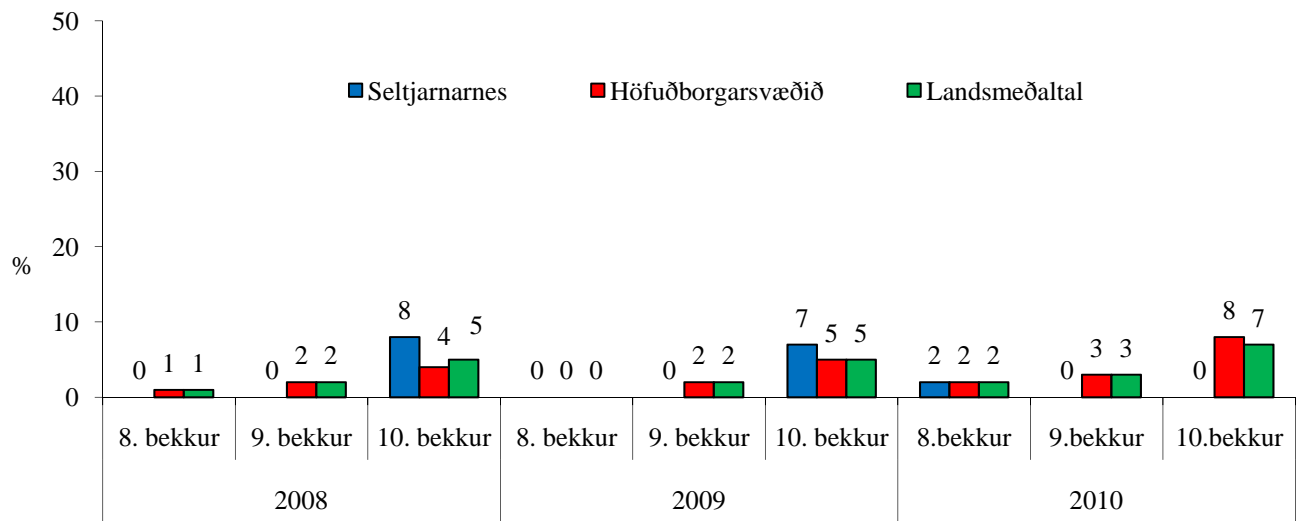 50
Seltjarnarnes Höfuðborgarsvæðið Landsmeðaltal
40
30
20
%
10
0
0 1 1 0 2 2 8 4 5 0 0 0 0 2 2 7 5 5 2 2 2 0 3 3 0 8 7
8. bekkur 9. bekkur 10. bekkur 8. bekkur 9. bekkur 10. bekkur 8.bekkur 9.bekkur 10.bekkur
2008 2009 2010